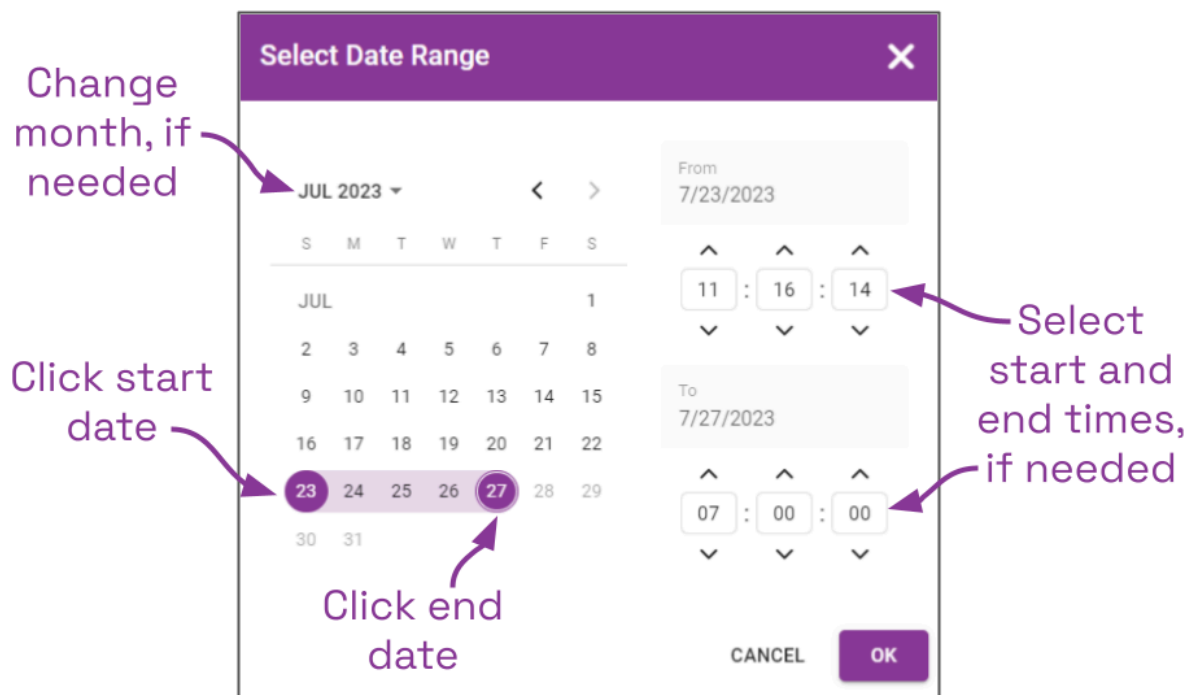 Select Date Range
Change
month, if
needed
JUL 2023
S M T W T F S
JUL 1
2 3 4 5 6 7 8
9 10 11 12 13 14 15
16 17 18 19 20 21 22
23 24 25 26 27 28 29
30 31
Click start
date
Click end
date
From
7/23/2023
11 : 16 : 14
To
7/27/2023
07 : 00 : 00
Select
start and
end times,
if needed
CANCEL OK